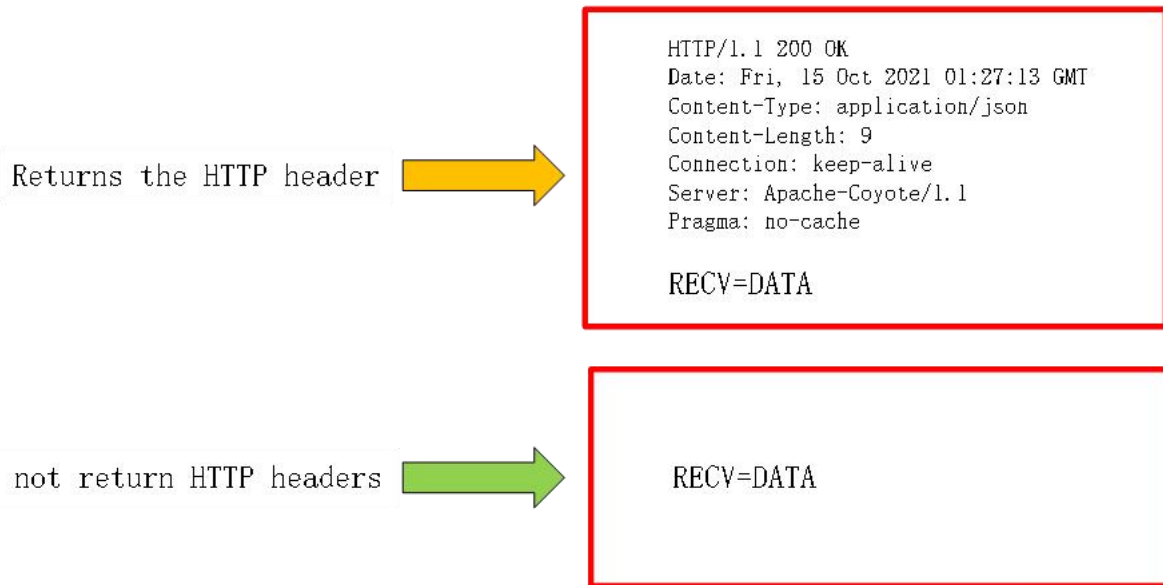 HTTP/1.1 200 OK
Date: Fri, 15 Oct 2021 01:27:13 GMT
Content-Type: application/json
Content-Length: 9
Returns the HTTP header
Connection: keep-alive
Server: Apache-Coyote/1.1
Pragma: no-cache
RECV=DATA
not return HTTP headers
RECV=DATA